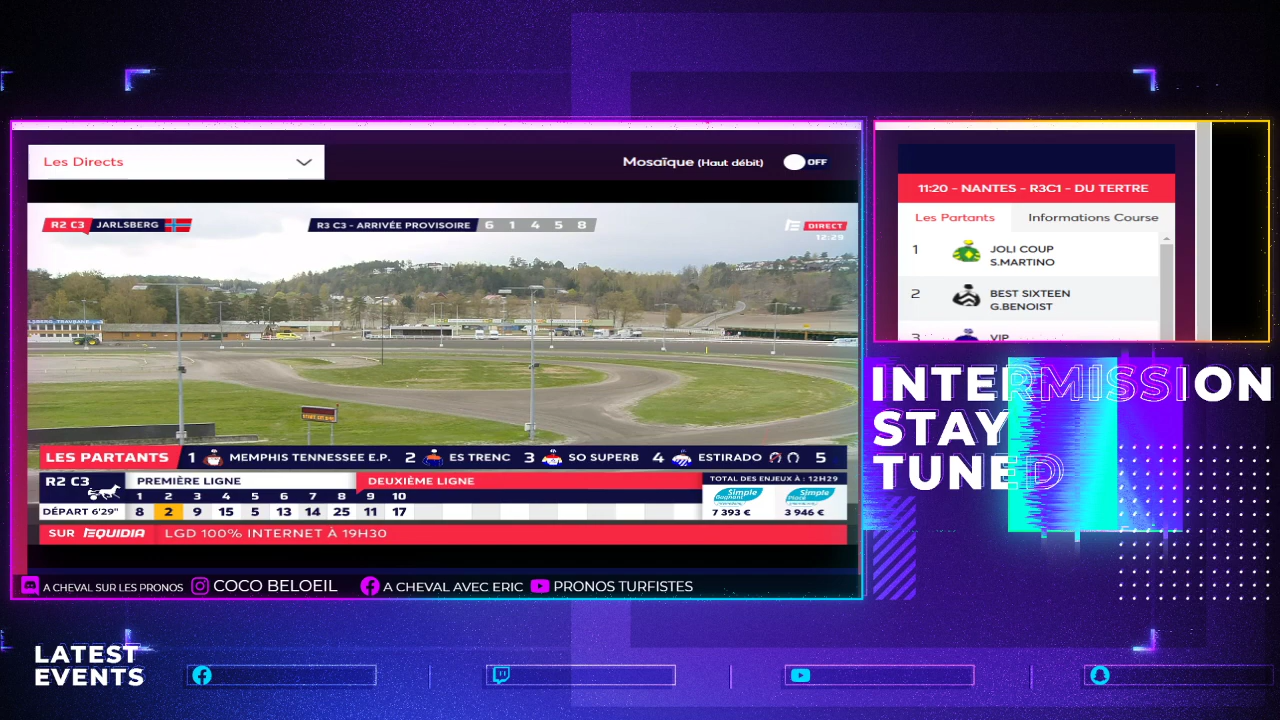 Les Directs
Mosaïque (Haut débit) OFF
R2 C3 JARLSBERG
R3 C3 - ARRIVÉE PROVISOIRE 6 1 4 5 8
DIRECT
12:29
LES PARTANTS 1 MEMPHIS TENNESSEE E.P. 2 ES TRENC 3 SO SUPERB 4 ESTIRADO 5
R2 C3
PREMIÈRE LIGNE
DEUXIÈME LIGNE
TOTAL DES ENJEUX À : 12H29
1 2 3 4 5 6 7 8 9 10
Simple Gagnant
Simple Placé
DÉPART 6'29"
8 2 9 15 5 13 14 25 11 17
7 393 €
3 946 €
SUR EQUIDIA LGD 100% INTERNET À 19H30
A CHEVAL SUR LES PRONOS COCO BELOEIL A CHEVAL AVEC ERIC PRONOS TURFISTES
11:20 - NANTES - R3C1 - DU TERTRE
Les Partants Informations Course
1 JOLI COUP
S.MARTINO
2 BEST SIXTEEN
G.BENOIST
3 VIP
INTERMISSION
STAY
TUNED
LATEST
EVENTS